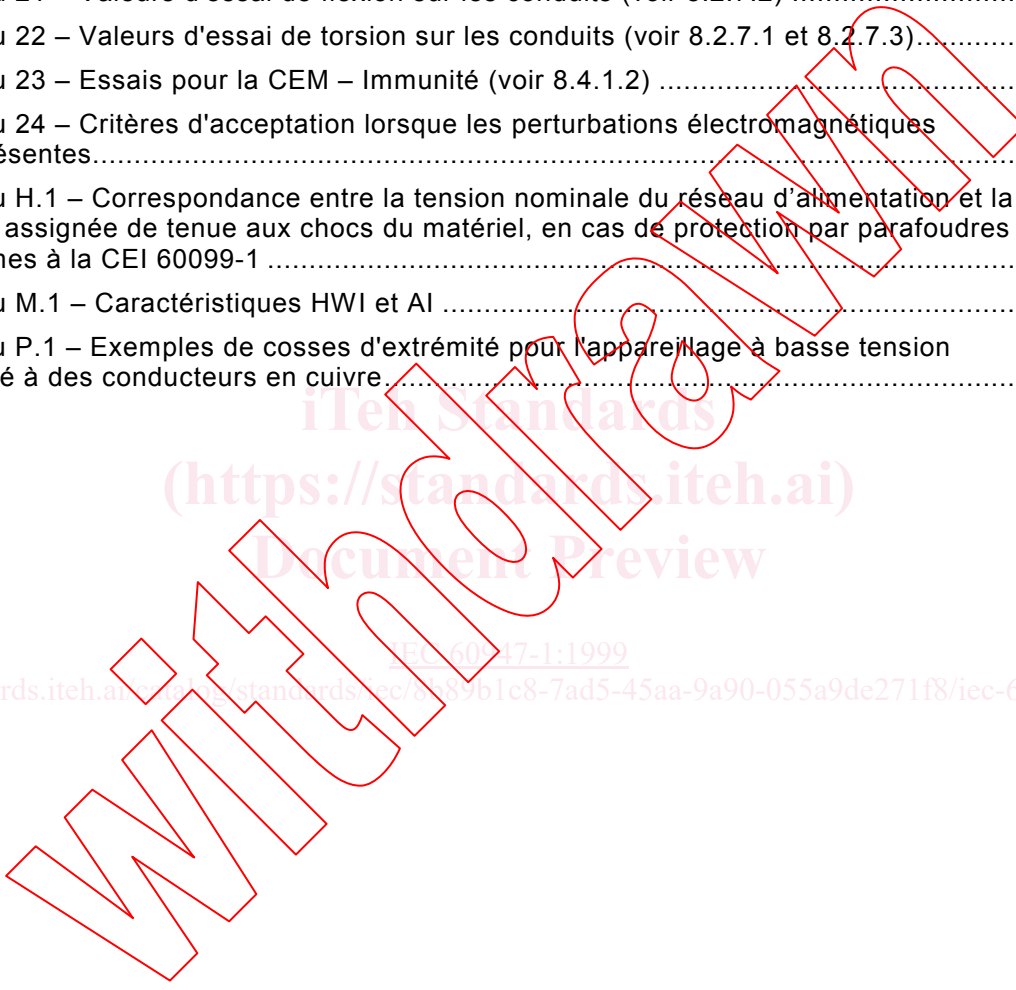 u 22 – Valeurs d'essai de torsion sur les conduits (voir 8.2.7.1 et 8.2.7.3)............
u 23 – Essais pour la CEM – Immunité (voir 8.4.1.2) ............................................
u 24 – Critères d'acceptation lorsque les perturbations électromagnétiques
ésentes..................................................................................................................
u H.1 – Correspondance entre la tension nominale du réseau d’alimentation et la
assignée de tenue aux chocs du matériel, en cas de protection par parafoudres
nes à la CEI 60099-1 ............................................................................................
u M.1 – Caractéristiques HWI et AI .......................................................................
u P.1 – Exemples de cosses d'extrémité pour l'appareillage à basse tension
é à des conducteurs en cuivre...............................................................................
iTeh Standards
(https://standards.iteh.ai)
Document Preview
IEC 60947-1:1999
rds.iteh.ai/catalog/standards/iec/8b89b1c8-7ad5-45aa-9a90-055a9de271f8/iec-6
withdrawn